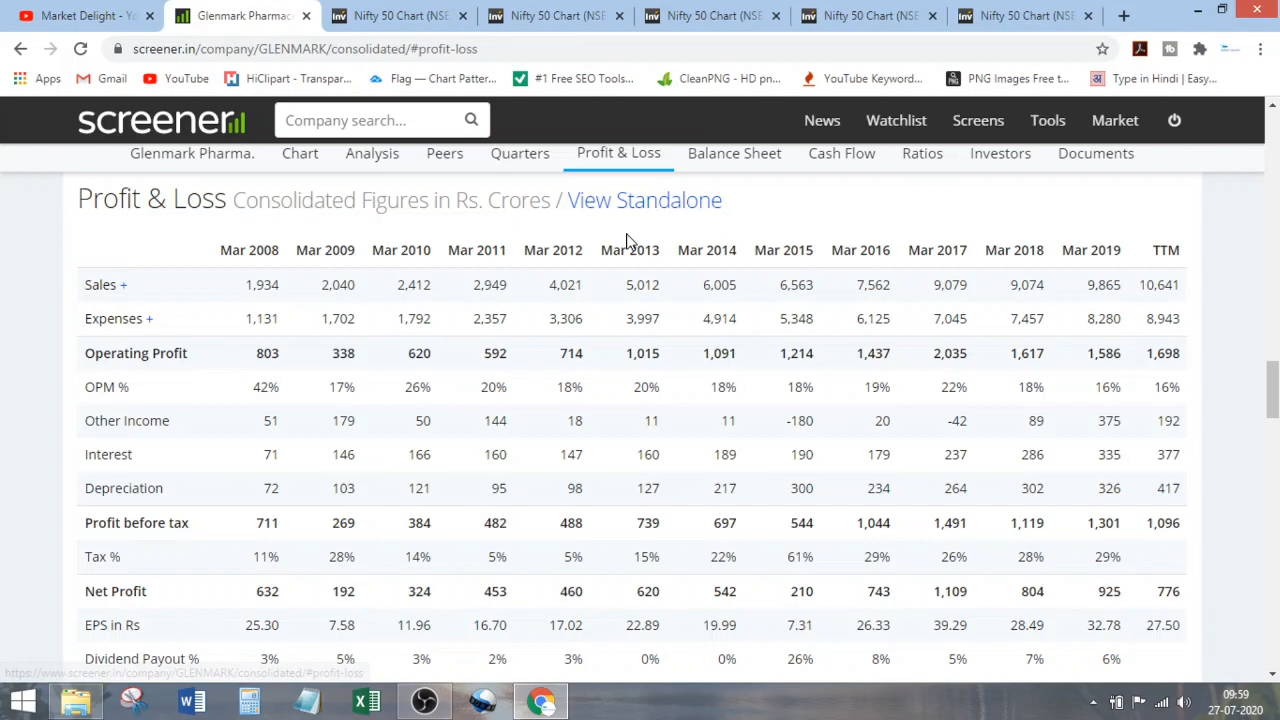 Market Delight - Yo
Glenmark Pharmac
Nifty 50 Chart (NSE
Nifty 50 Chart (NSE
Nifty 50 Chart (NSE
Nifty 50 Chart (NSE
Nifty 50 Chart (NSE
screener.in/company/GLENMARK/consolidated/#profit-loss
Apps Gmail YouTube HiClipart - Transpar... Flag — Chart Patter... #1 Free SEO Tools... CleanPNG - HD pn... YouTube Keyword... PNG Images Free t... Type in Hindi | Easy...
screener Company search... News Watchlist Screens Tools Market
Glenmark Pharma. Chart Analysis Peers Quarters Profit & Loss Balance Sheet Cash Flow Ratios Investors Documents
Profit & Loss Consolidated Figures in Rs. Crores / View Standalone
Mar 2008 Mar 2009 Mar 2010 Mar 2011 Mar 2012 Mar 2013 Mar 2014 Mar 2015 Mar 2016 Mar 2017 Mar 2018 Mar 2019 TTM
Sales + 1,934 2,040 2,412 2,949 4,021 5,012 6,005 6,563 7,562 9,079 9,074 9,865 10,641
Expenses + 1,131 1,702 1,792 2,357 3,306 3,997 4,914 5,348 6,125 7,045 7,457 8,280 8,943
Operating Profit 803 338 620 592 714 1,015 1,091 1,214 1,437 2,035 1,617 1,586 1,698
OPM % 42% 17% 26% 20% 18% 20% 18% 18% 19% 22% 18% 16% 16%
Other Income 51 179 50 144 18 11 11 -180 20 -42 89 375 192
Interest 71 146 166 160 147 160 189 190 179 237 286 335 377
Depreciation 72 103 121 95 98 127 217 300 234 264 302 326 417
Profit before tax 711 269 384 482 488 739 697 544 1,044 1,491 1,119 1,301 1,096
Tax % 11% 28% 14% 5% 5% 15% 22% 61% 29% 26% 28% 29%
Net Profit 632 192 324 453 460 620 542 210 743 1,109 804 925 776
EPS in Rs 25.30 7.58 11.96 16.70 17.02 22.89 19.99 7.31 26.33 39.29 28.49 32.78 27.50
Dividend Payout % 3% 5% 3% 2% 3% 0% 0% 26% 8% 5% 7% 6%
https://www.screener.in/company/GLENMARK/consolidated/#profit-loss
09:59
27-07-2020